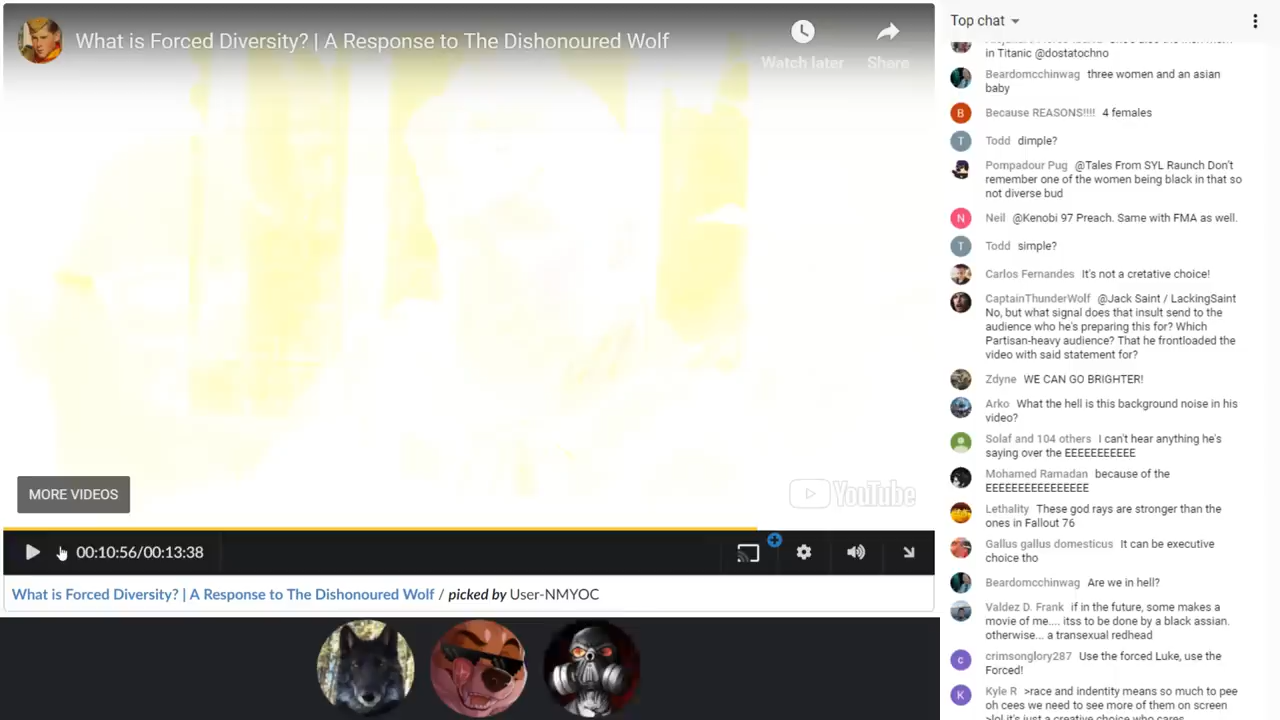 What is Forced Diversity? | A Response to The Dishonoured Wolf
Watch later
Share
MORE VIDEOS
YouTube
00:10:56/00:13:38
What is Forced Diversity? | A Response to The Dishonoured Wolf / picked by User-NMYOC
Top chat
in Titanic @dostatochno
Beardomcchinwag three women and an asian
baby
B
Because REASONS!!!! 4 females
T
Todd dimple?
Pompadour Pug @Tales From SYL Raunch Don't
remember one of the women being black in that so
not diverse bud
N
Neil @Kenobi 97 Preach. Same with FMA as well.
T
Todd simple?
Carlos Fernandes It's not a cretative choice!
CaptainThunderWolf @Jack Saint / LackingSaint
No, but what signal does that insult send to the
audience who he's preparing this for? Which
Partisan-heavy audience? That he frontloaded the
video with said statement for?
Zdyne WE CAN GO BRIGHTER!
Arko What the hell is this background noise in his
video?
Solaf and 104 others I can't hear anything he's
saying over the EEEEEEEEEEE
Mohamed Ramadan because of the
EEEEEEEEEEEEEEEE
Lethality These god rays are stronger than the
ones in Fallout 76
Gallus gallus domesticus It can be executive
choice tho
Beardomcchinwag Are we in hell?
Valdez D. Frank if in the future, some makes a
movie of me.... itss to be done by a black assian.
otherwise... a transexual redhead
c
crimsonglory287 Use the forced Luke, use the
Forced!
K
Kyle R >race and indentity means so much to pee
oh cees we need to see more of them on screen
>lol it's just a creative choice who cares